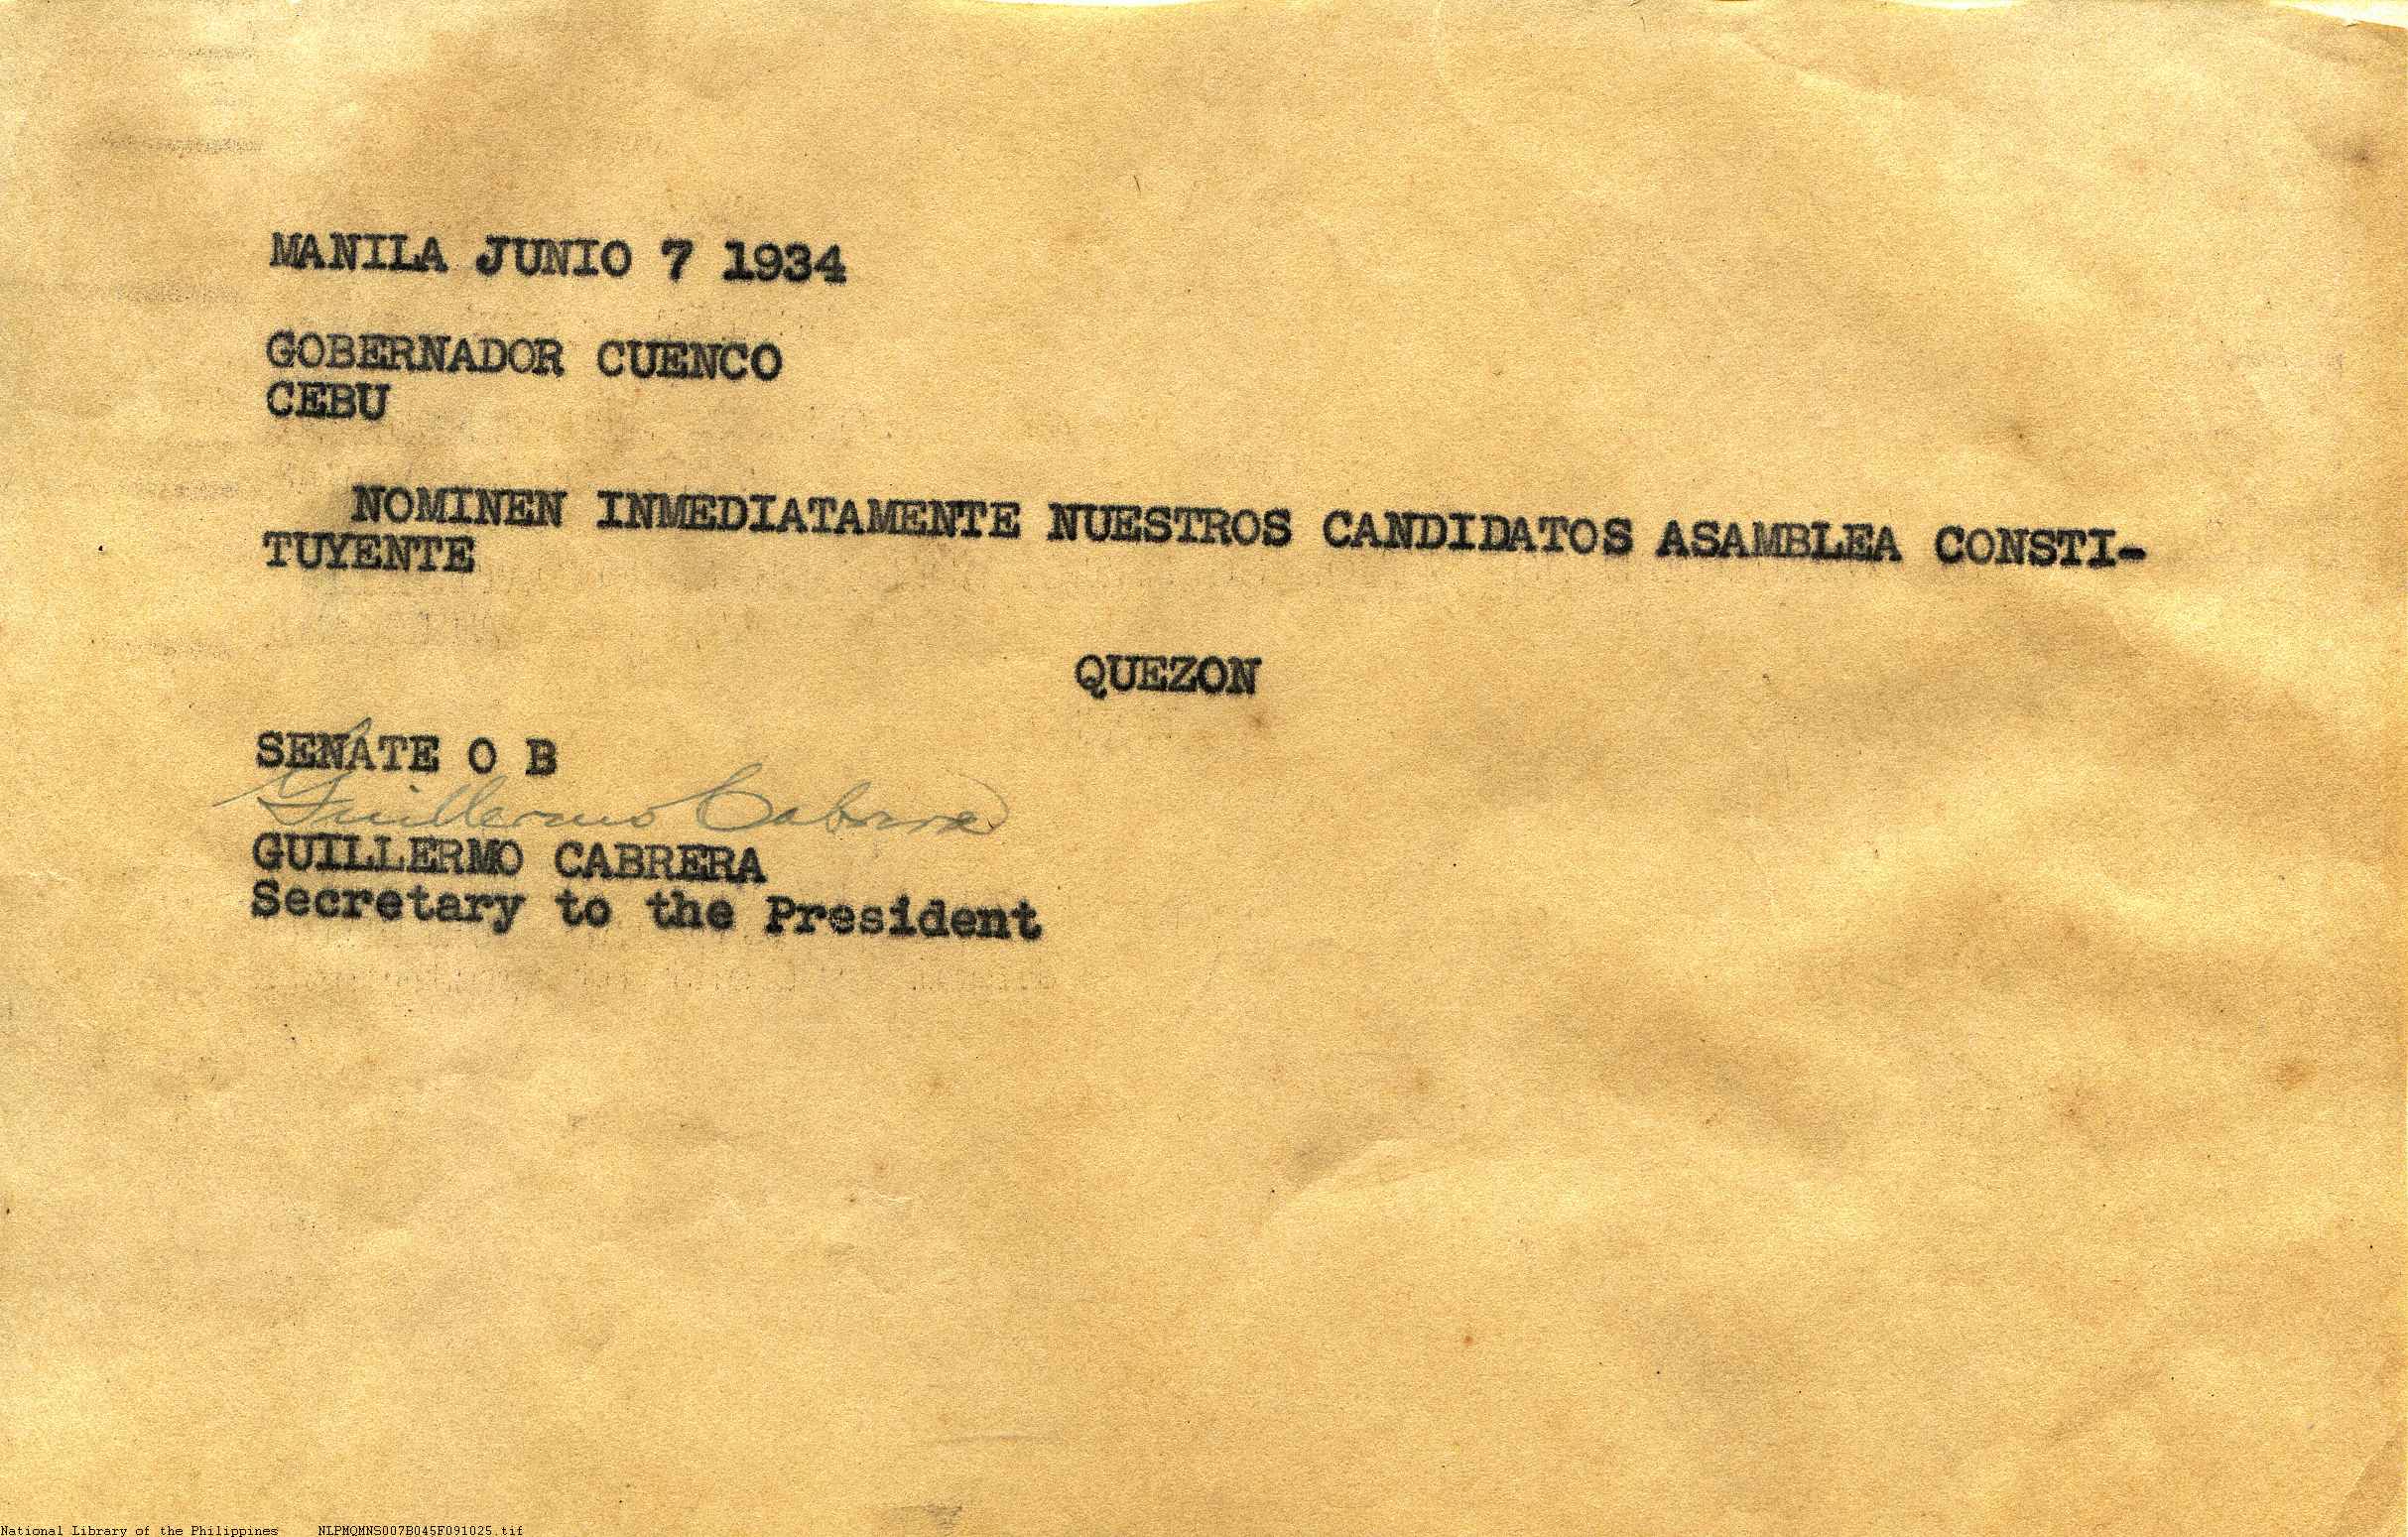 MANILA JUNIO 7 1934
GOBERNADOR CUENCO
CEBU
NOMINEN INMEDIATAMENTE NUESTROS CANDIDATOS ASAMBLEA CONSTI-
TUYENTE
QUEZON
SENATE O B
Guillermo Cabrera
GUILLERMO CABRERA
Secretary to the President
National Library of the Philippines NLPMQMNS007B045F091025.tif